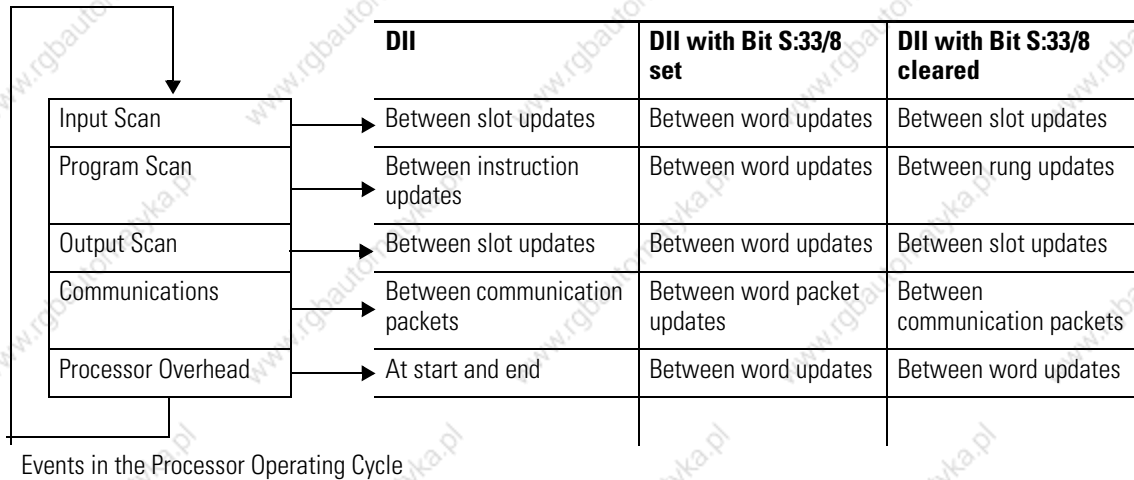 DII
DII with Bit S:33/8
set
DII with Bit S:33/8
cleared
Input Scan
Between slot updates
Between word updates
Between slot updates
Program Scan
Between instruction
updates
Between word updates
Between rung updates
Output Scan
Between slot updates
Between word updates
Between slot updates
Communications
Between communication
packets
Between word packet
updates
Between
communication packets
Processor Overhead
At start and end
Between word updates
Between word updates
Events in the Processor Operating Cycle
www.rgbautomatyka.pl